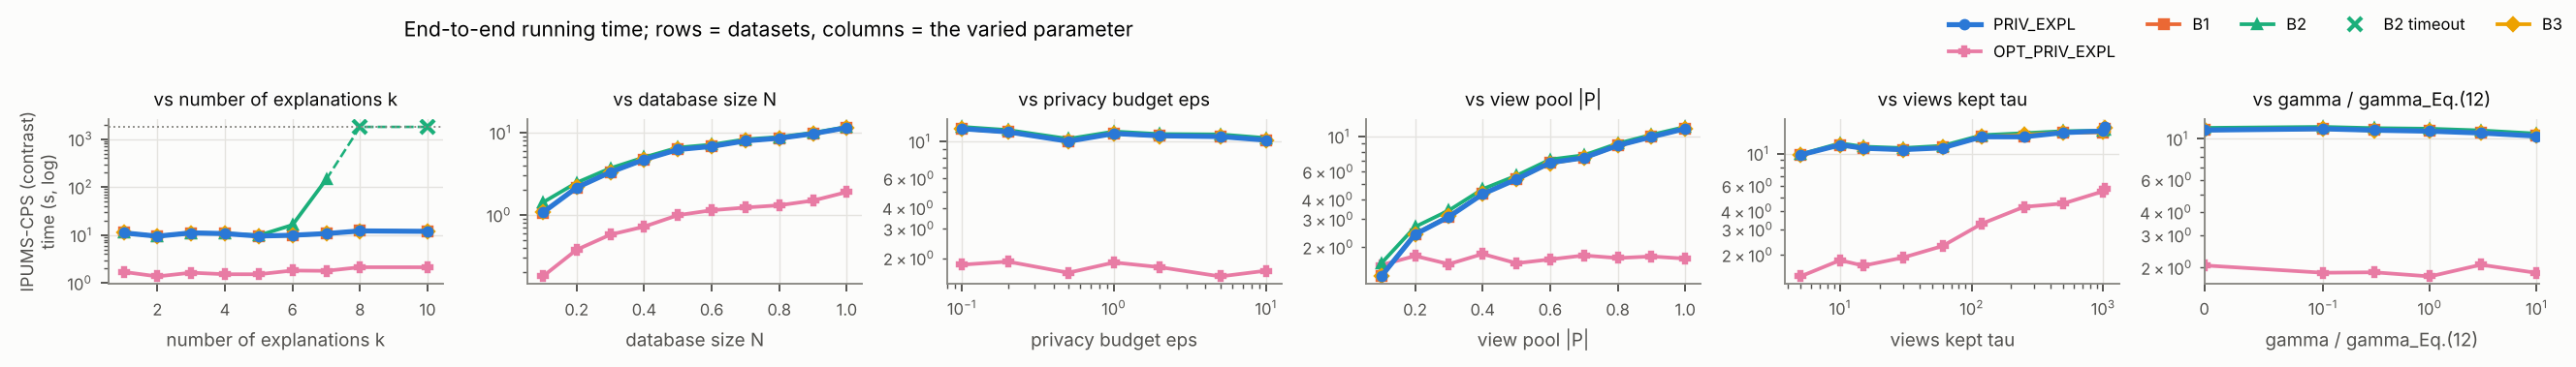 End-to-end running time; rows = datasets, columns = the varied parameter
PRIV_EXPL
B1
B2
B2 timeout
B3
OPT_PRIV_EXPL
vs number of explanations k
IPUMS-CPS (contrast)
time (s, log)
10³
10²
10¹
10⁰
2 4 6 8 10
number of explanations k
vs database size N
10¹
10⁰
0.2 0.4 0.6 0.8 1.0
database size N
vs privacy budget eps
10¹
6 × 10⁰
4 × 10⁰
3 × 10⁰
2 × 10⁰
10⁻¹ 10⁰ 10¹
privacy budget eps
vs view pool |P|
10¹
6 × 10⁰
4 × 10⁰
3 × 10⁰
2 × 10⁰
0.2 0.4 0.6 0.8 1.0
view pool |P|
vs views kept tau
10¹
6 × 10⁰
4 × 10⁰
3 × 10⁰
2 × 10⁰
10¹ 10² 10³
views kept tau
vs gamma / gamma_Eq.(12)
10¹
6 × 10⁰
4 × 10⁰
3 × 10⁰
2 × 10⁰
0 10⁻¹ 10⁰ 10¹
gamma / gamma_Eq.(12)